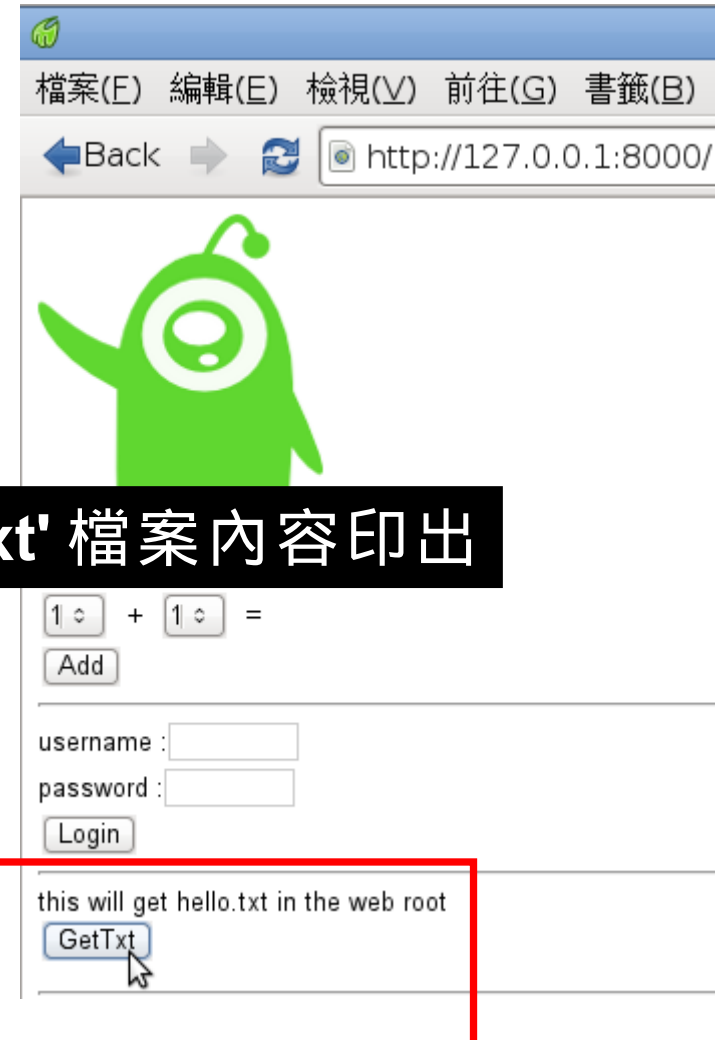 檔案(F) 編輯(E) 檢視(V) 前往(G) 書籤(B)
Back http://127.0.0.1:8000/
xt' 檔案內容印出
1 + 1 =
Add
username :
password :
Login
this will get hello.txt in the web root
GetTxt